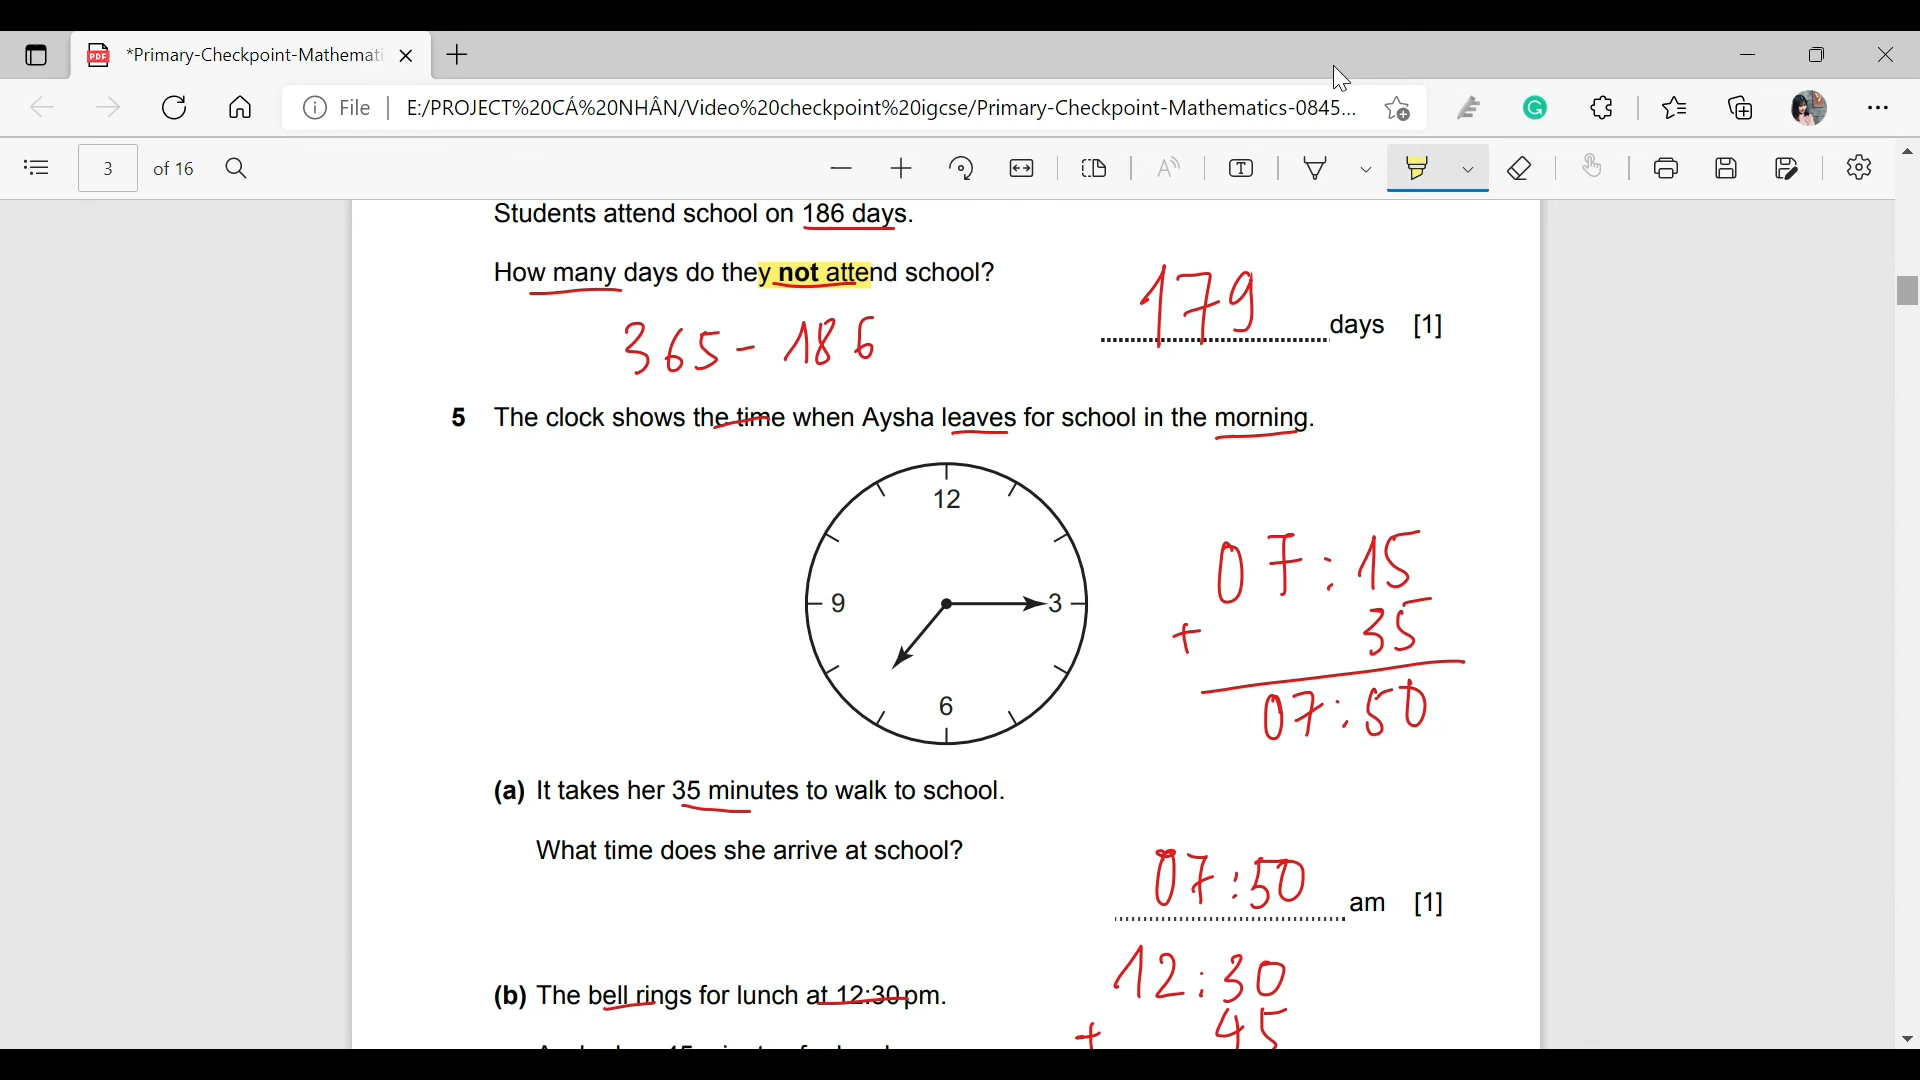 *Primary-Checkpoint-Mathemati
File
E:/PROJECT%20CÁ%20NHÂN/Video%20checkpoint%20igcse/Primary-Checkpoint-Mathematics-0845...
3 of 16
Students attend school on 186 days.
How many days do they not attend school?
179
days [1]
365 - 186
5 The clock shows the time when Aysha leaves for school in the morning.
12
9
3
6
07:15
+ 35
07:50
(a) It takes her 35 minutes to walk to school.
What time does she arrive at school?
07:50 am [1]
(b) The bell rings for lunch at 12:30 pm.
12:30
+ 45